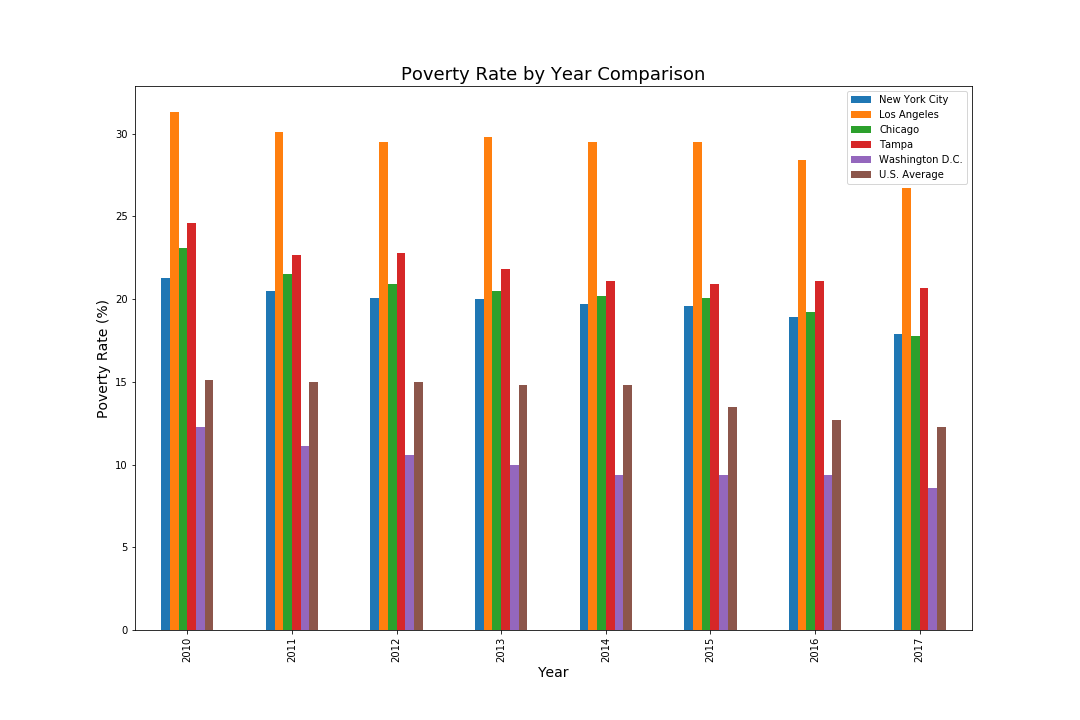 Poverty Rate by Year Comparison
New York City
Los Angeles
Chicago
Tampa
Washington D.C.
U.S. Average
Poverty Rate (%)
30
25
20
15
10
5
0
2010
2011
2012
2013
2014
2015
2016
2017
Year